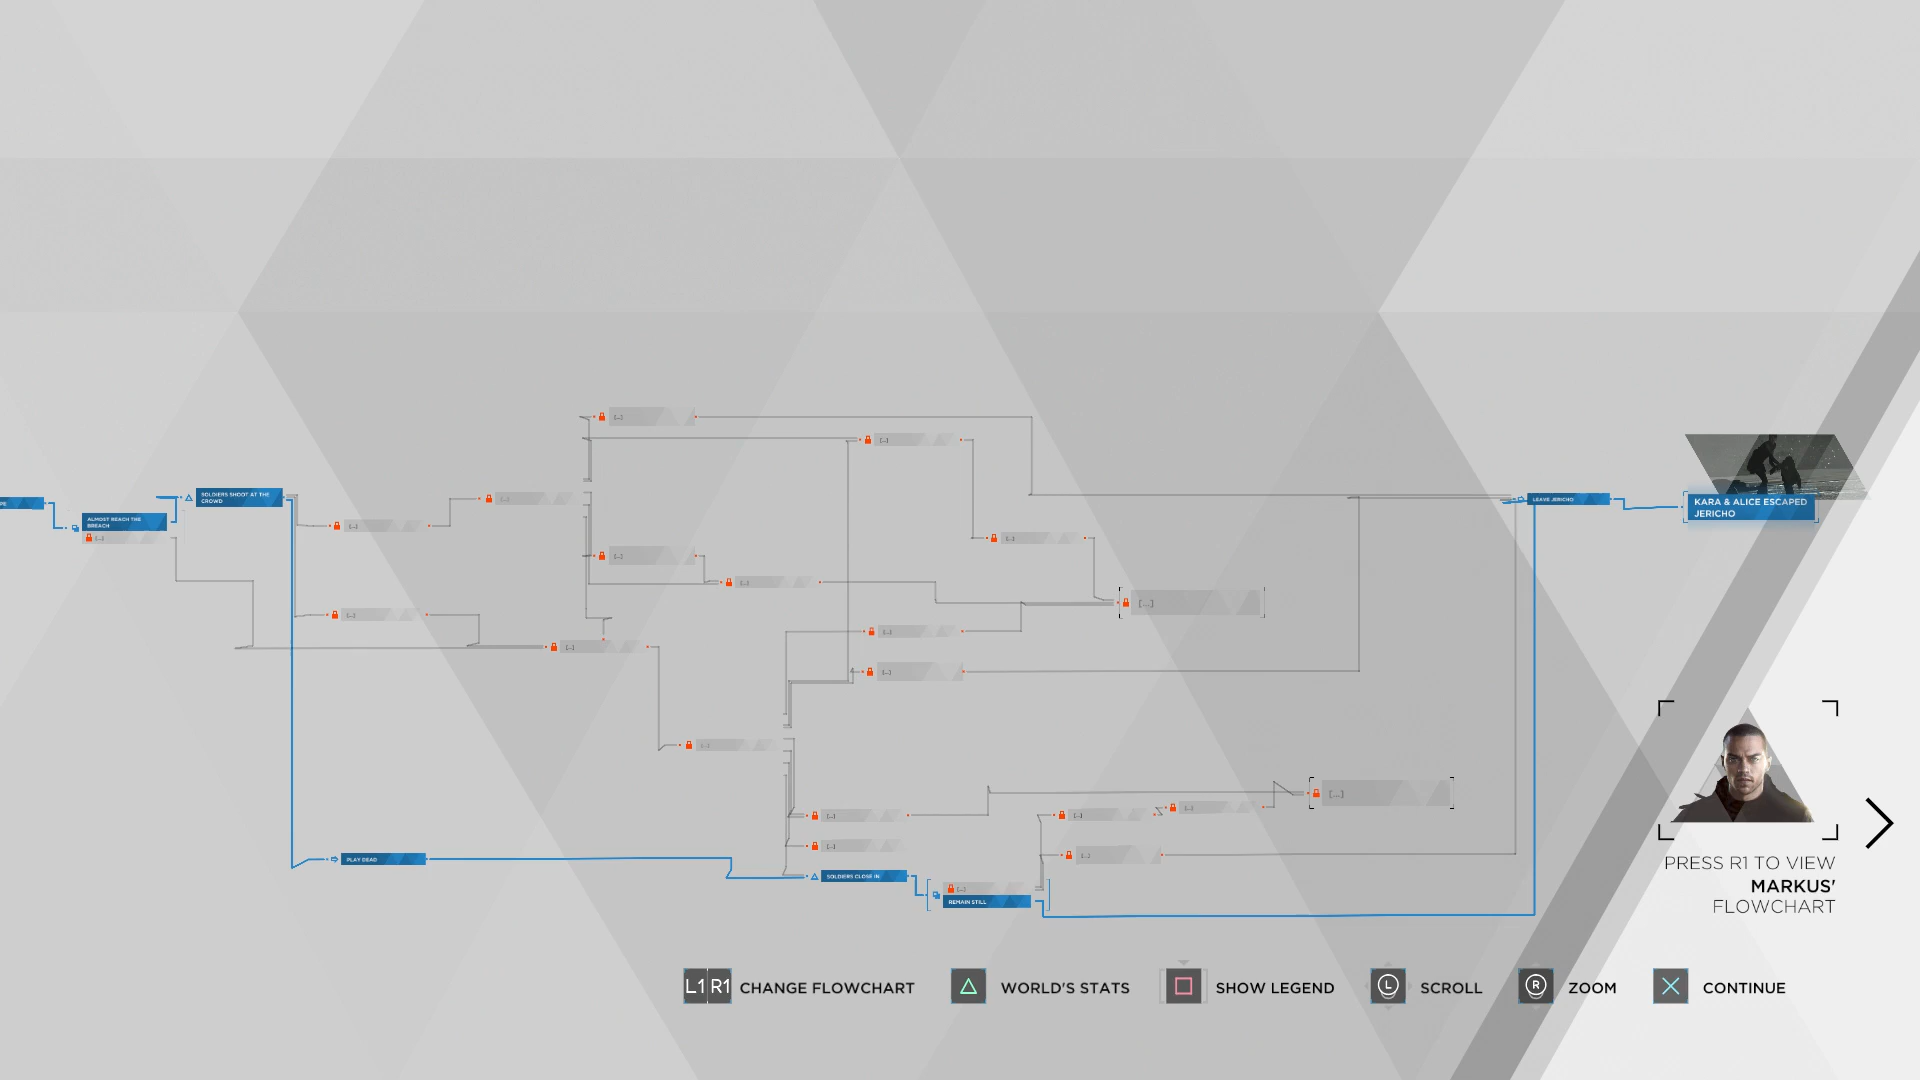 SOLDIERS SHOOT AT THE
CROWD
ALMOST REACH THE
BREACH
[...]
[...]
[...]
[...]
[...]
[...]
[...]
[...]
[...]
[...]
LEAVE JERICHO
KARA & ALICE ESCAPED
JERICHO
[...]
[...]
[...]
[...]
[...]
[...]
[...]
[...]
[...]
[...]
PLAY DEAD
SOLDIERS CLOSE IN
[...]
REMAIN STILL
PRESS R1 TO VIEW
MARKUS'
FLOWCHART
L1 R1 CHANGE FLOWCHART
WORLD'S STATS
SHOW LEGEND
L SCROLL
R ZOOM
CONTINUE